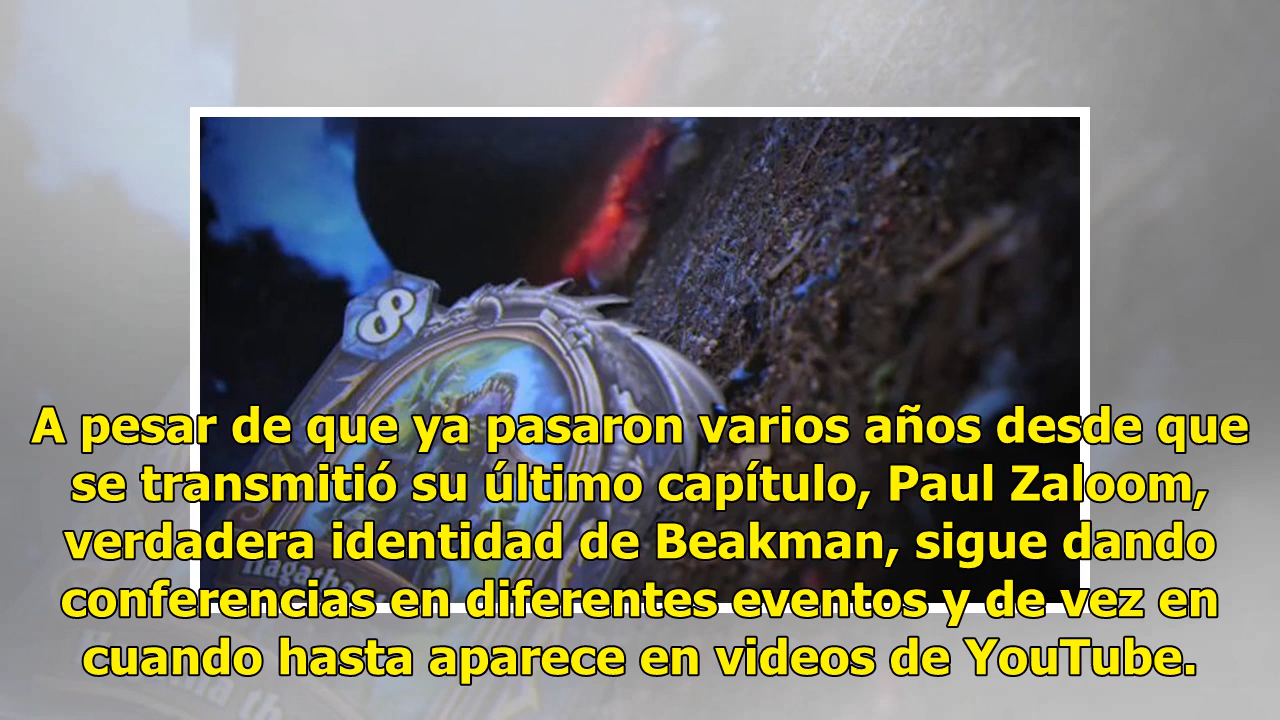 8
A pesar de que ya pasaron varios años desde que
se transmitió su último capítulo, Paul Zaloom,
verdadera identidad de Beakman, sigue dando
conferencias en diferentes eventos y de vez en
cuando hasta aparece en videos de YouTube.